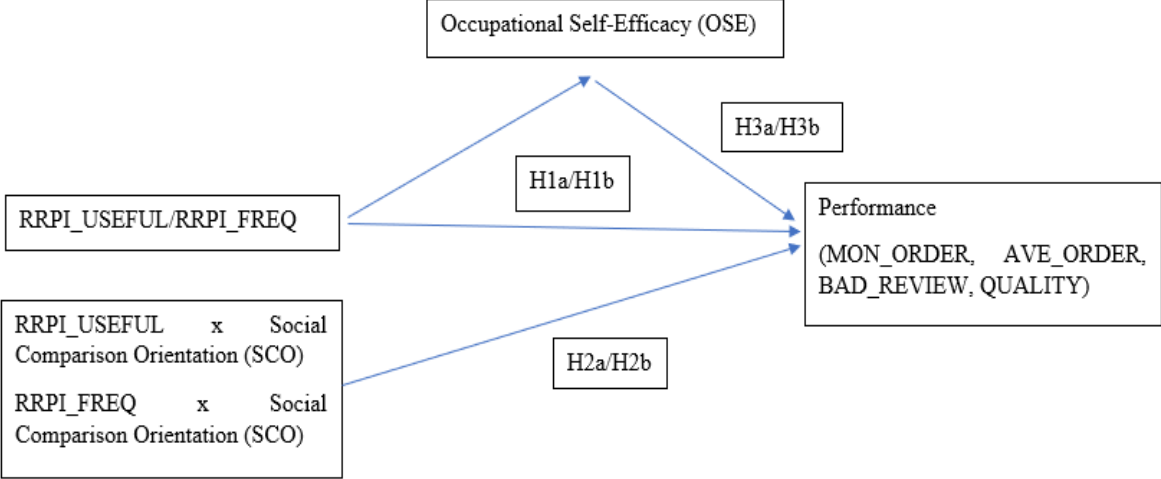 Occupational Self-Efficacy (OSE)
H3a/H3b
H1a/H1b
RRPI_USEFUL/RRPI_FREQ
Performance
(MON_ORDER, AVE_ORDER,
BAD_REVIEW, QUALITY)
RRPI_USEFUL x Social
Comparison Orientation (SCO)
RRPI_FREQ x Social
Comparison Orientation (SCO)
H2a/H2b